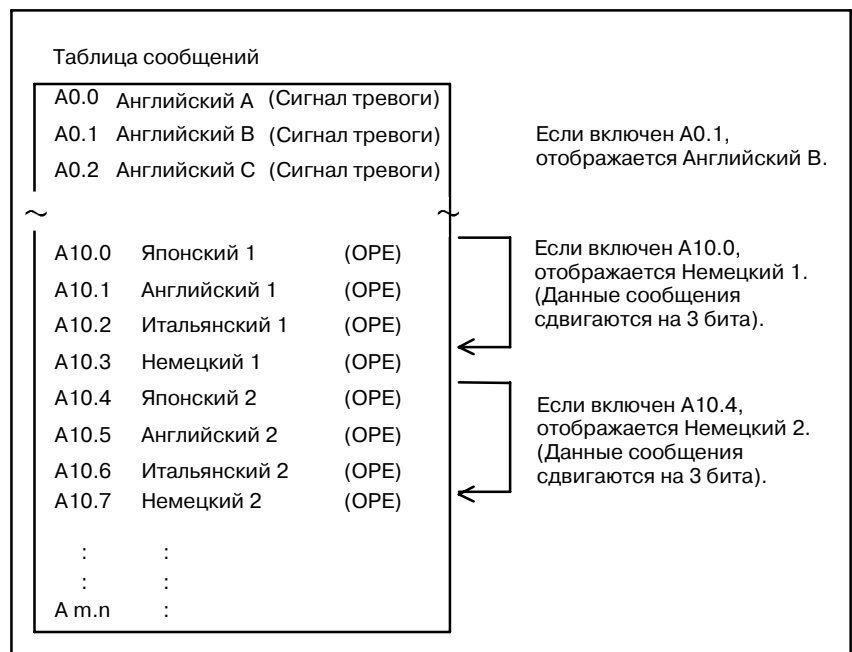 Таблица сообщений
A0.0 Английский A (Сигнал тревоги)
A0.1 Английский B (Сигнал тревоги)
A0.2 Английский C (Сигнал тревоги)
Если включен A0.1,
отображается Английский B.
~ ~
A10.0 Японский 1 (OPE)
A10.1 Английский 1 (OPE)
A10.2 Итальянский 1 (OPE)
A10.3 Немецкий 1 (OPE)
Если включен A10.0,
отображается Немецкий 1.
(Данные сообщения
сдвигаются на 3 бита).
A10.4 Японский 2 (OPE)
A10.5 Английский 2 (OPE)
A10.6 Итальянский 2 (OPE)
A10.7 Немецкий 2 (OPE)
Если включен A10.4,
отображается Немецкий 2.
(Данные сообщения
сдвигаются на 3 бита).
: :
: :
A m.n :